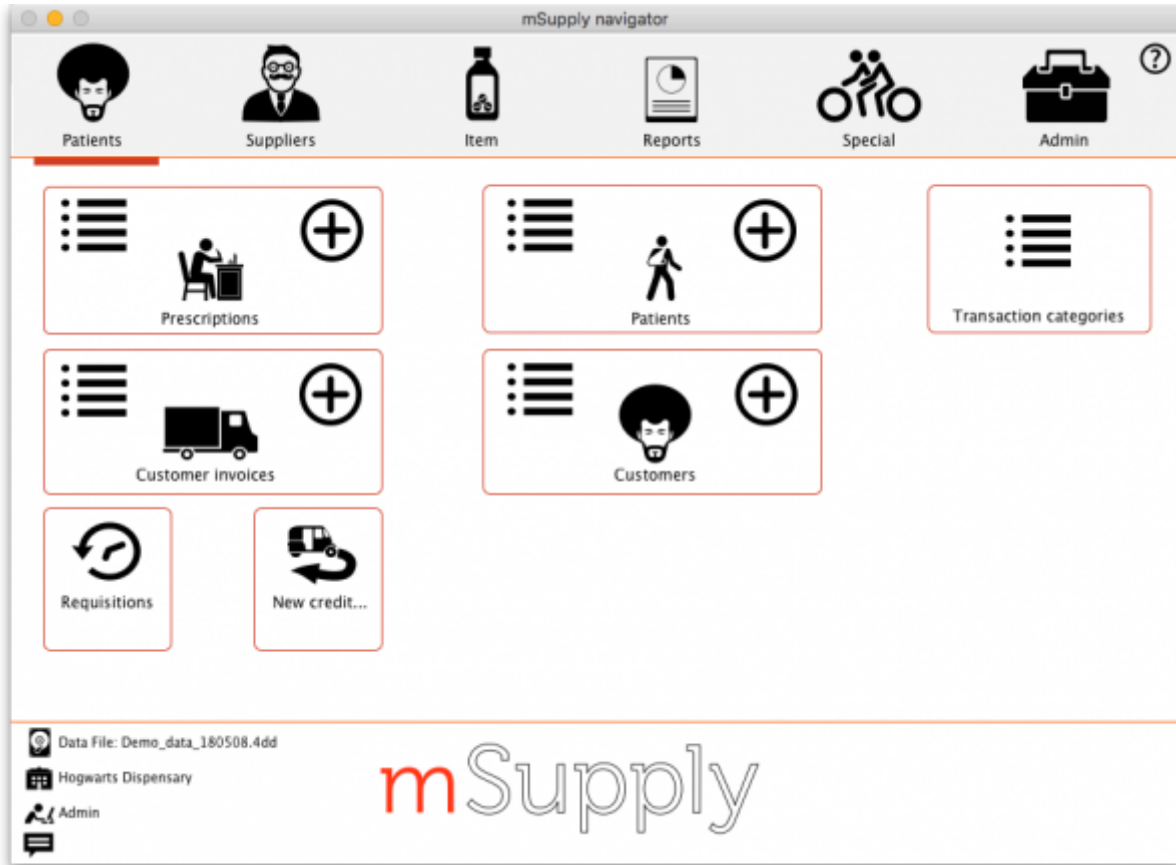 mSupply navigator
Patients Suppliers Item Reports Special Admin ?
Prescriptions Patients Transaction categories
Customer invoices Customers
Requisitions New credit...
Data File: Demo_data_180508.4dd
Hogwarts Dispensary
Admin
mSupply